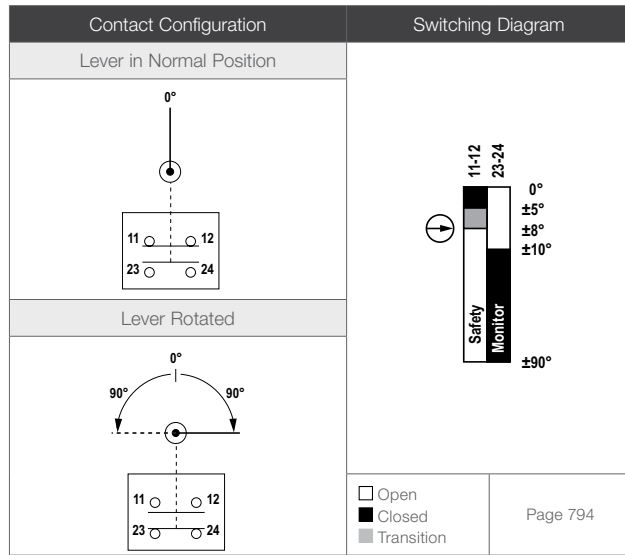 Contact Configuration
Switching Diagram
Lever in Normal Position
0°
11
12
23
24
Lever Rotated
0°
90°
90°
11
12
23
24
11-12
23-24
0°
±5°
±8°
±10°
±90°
Safety
Monitor
Open
Closed
Transition
Page 794